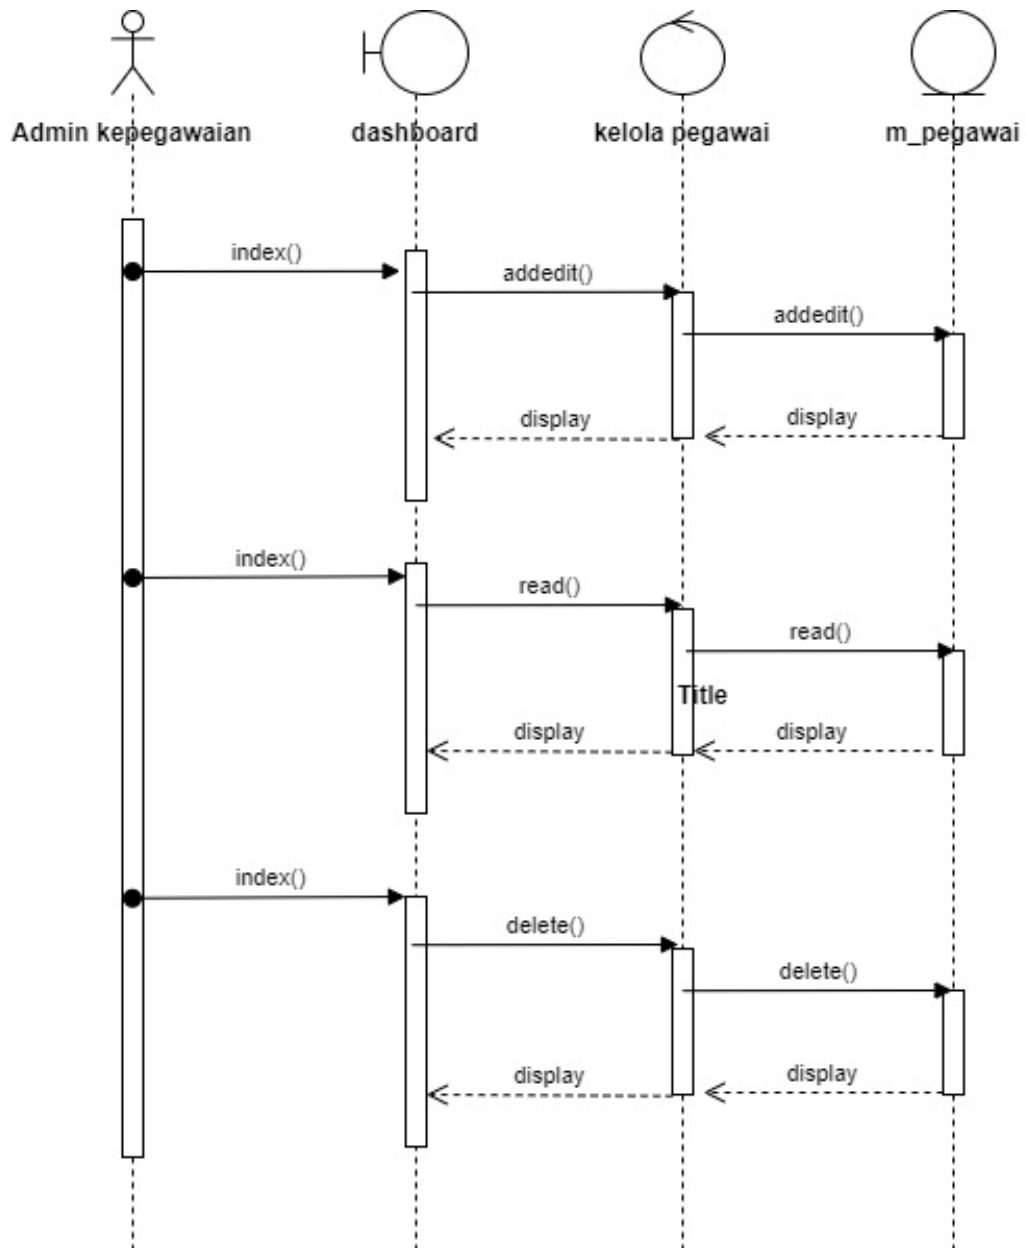 Admin kepegawaian
dashboard
kelola pegawai
m_pegawai
index()
addedit()
addedit()
display
display
index()
read()
read()
Title
display
display
index()
delete()
delete()
display
display